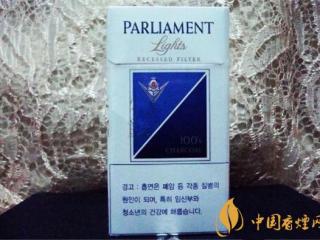 PARLIAMENT
Lights
RECESSED FILTER
100's
CHARCOAL
경고 : 흡연은 폐암 등 각종 질병의
원인이 되며, 특히 임신부와
청소년의 건강에 해롭습니다.
中国香烟网